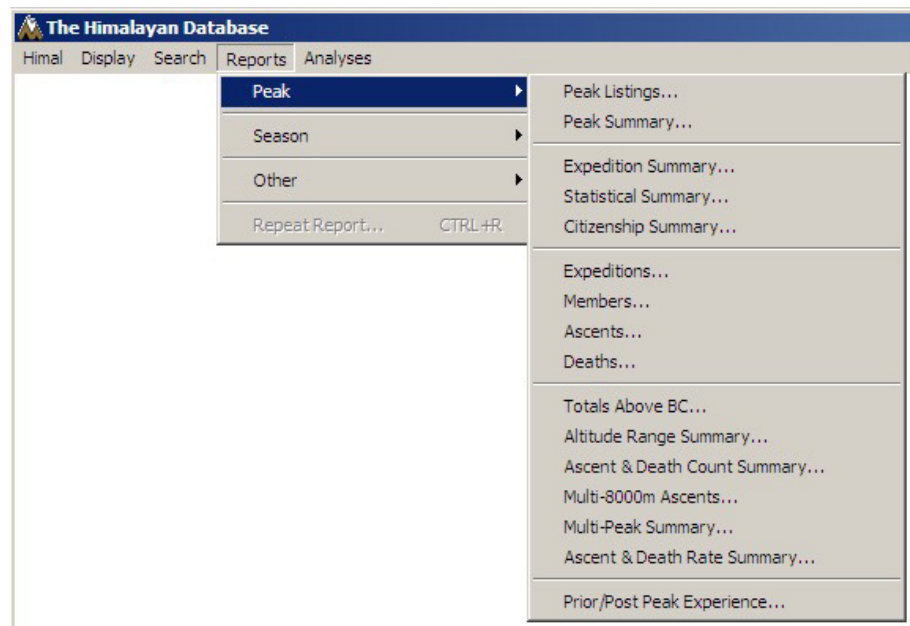 The Himalayan Database
Himal Display Search Reports Analyses
Peak
Season
Other
Repeat Report... CTRL+R
Peak Listings...
Peak Summary...
Expedition Summary...
Statistical Summary...
Citizenship Summary...
Expeditions...
Members...
Ascents...
Deaths...
Totals Above BC...
Altitude Range Summary...
Ascent & Death Count Summary...
Multi-8000m Ascents...
Multi-Peak Summary...
Ascent & Death Rate Summary...
Prior/Post Peak Experience...